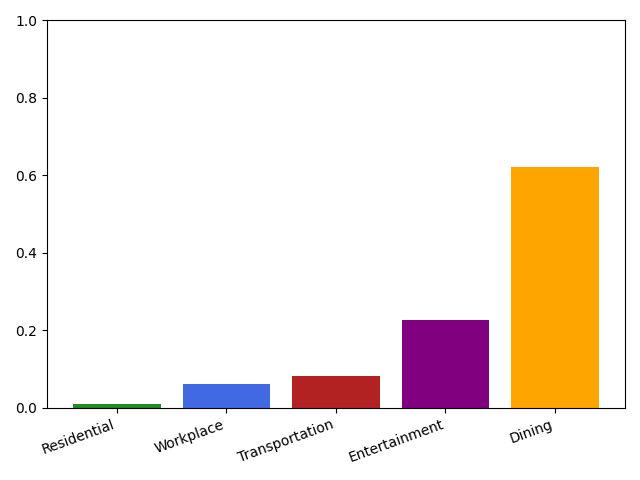 1.0
0.8
0.6
0.4
0.2
0.0
Residential
Workplace
Transportation
Entertainment
Dining